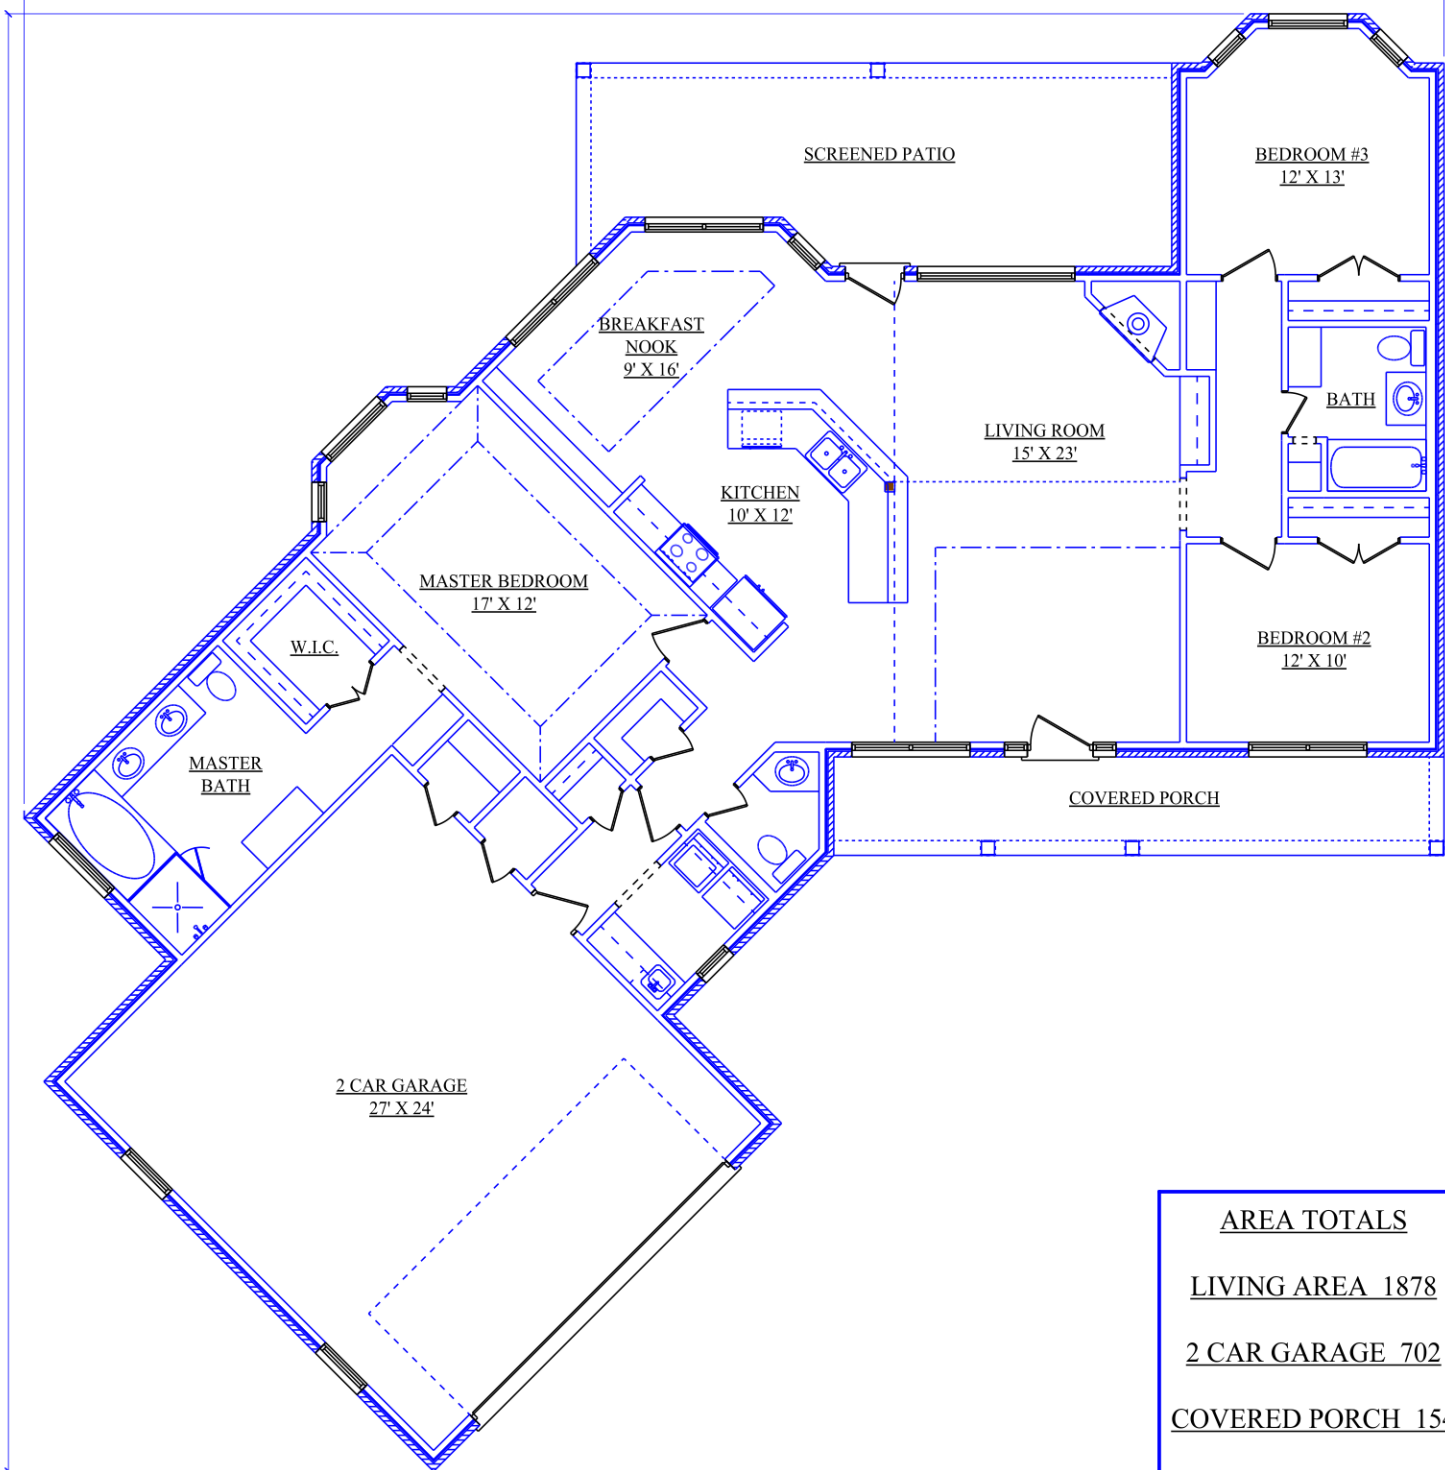 SCREENED PATIO
BEDROOM #3
12' X 13'
BREAKFAST
NOOK
9' X 16'
BATH
LIVING ROOM
15' X 23'
KITCHEN
10' X 12'
MASTER BEDROOM
17' X 12'
W.I.C.
BEDROOM #2
12' X 10'
MASTER
BATH
COVERED PORCH
2 CAR GARAGE
27' X 24'
AREA TOTALS
LIVING AREA 1878
2 CAR GARAGE 702
COVERED PORCH 154